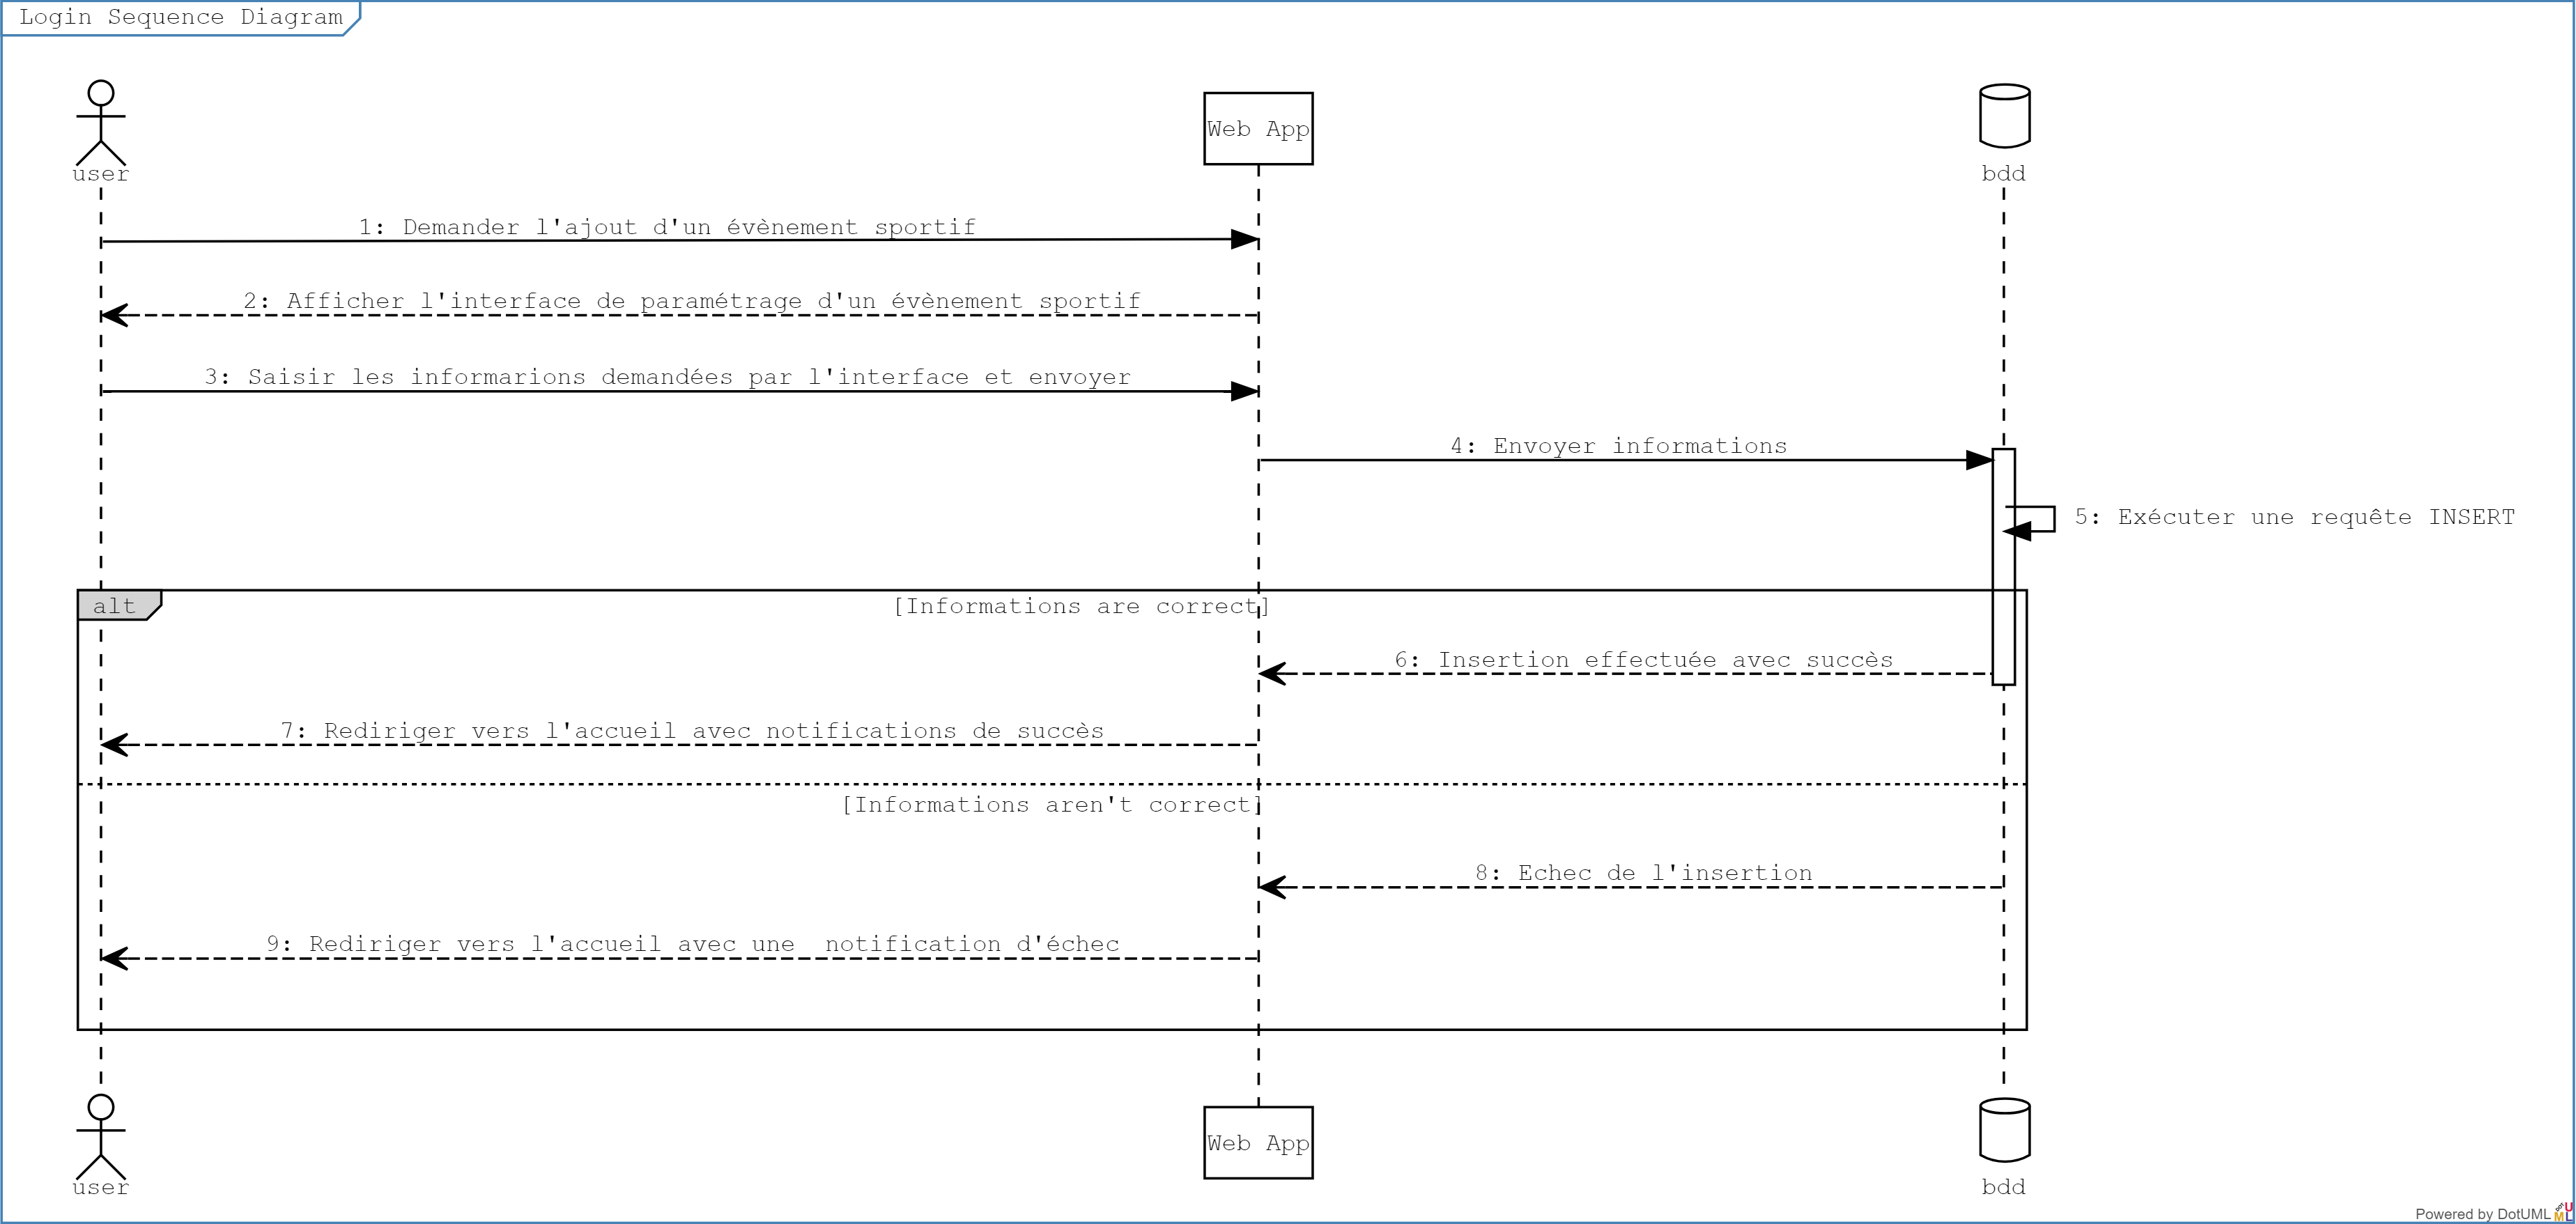 Login Sequence Diagram
user
Web App
bdd
1: Demander l'ajout d'un évènement sportif
2: Afficher l'interface de paramétrage d'un évènement sportif
3: Saisir les informarions demandées par l'interface et envoyer
4: Envoyer informations
5: Exécuter une requête INSERT
alt
[Informations are correct]
6: Insertion effectuée avec succès
7: Rediriger vers l'accueil avec notifications de succès
[Informations aren't correct]
8: Echec de l'insertion
9: Rediriger vers l'accueil avec une  notification d'échec
user
Web App
bdd
Powered by DotUML